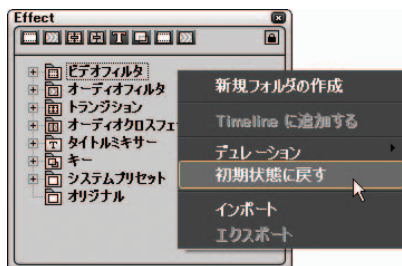 Effect
ビデオフィルタ
オーディオフィルタ
トランジション
オーディオクロスフェ
タイトルミキサー
キー
システムプリセット
オリジナル
新規フォルダの作成
Timeline に追加する
デュレーション
初期状態に戻す
インポート
エクスポート